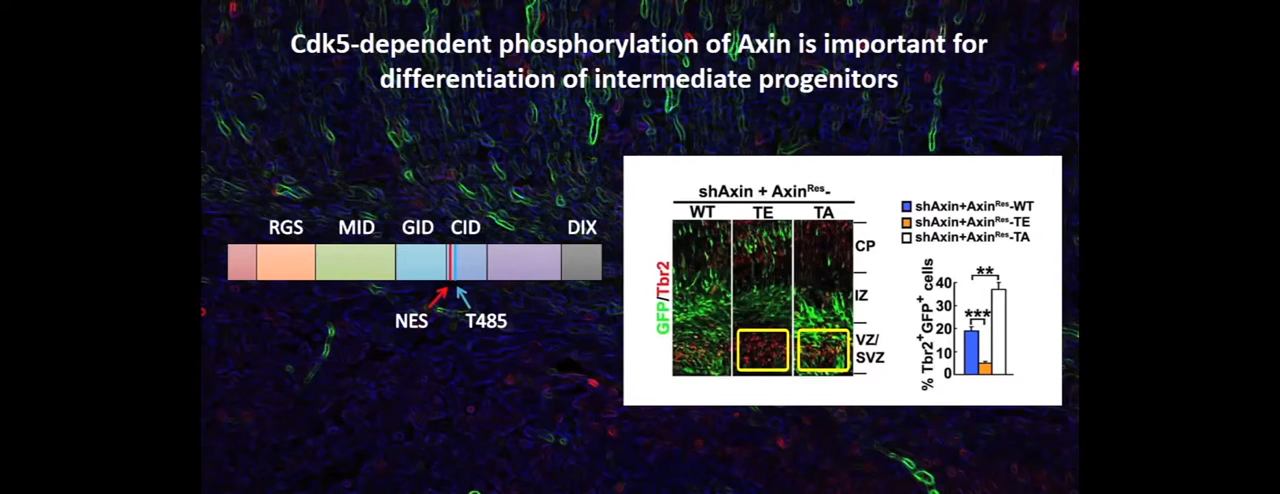 Cdk5-dependent phosphorylation of Axin is important for
differentiation of intermediate progenitors
RGS MID GID CID DIX
NES T485
shAxin + AxinRes-
WT TE TA
GFP/Tbr2
CP
IZ
VZ/
SVZ
shAxin+AxinRes-WT
shAxin+AxinRes-TE
shAxin+AxinRes-TA
% Tbr2+GFP+ cells
40
30
20
10
0
**
***